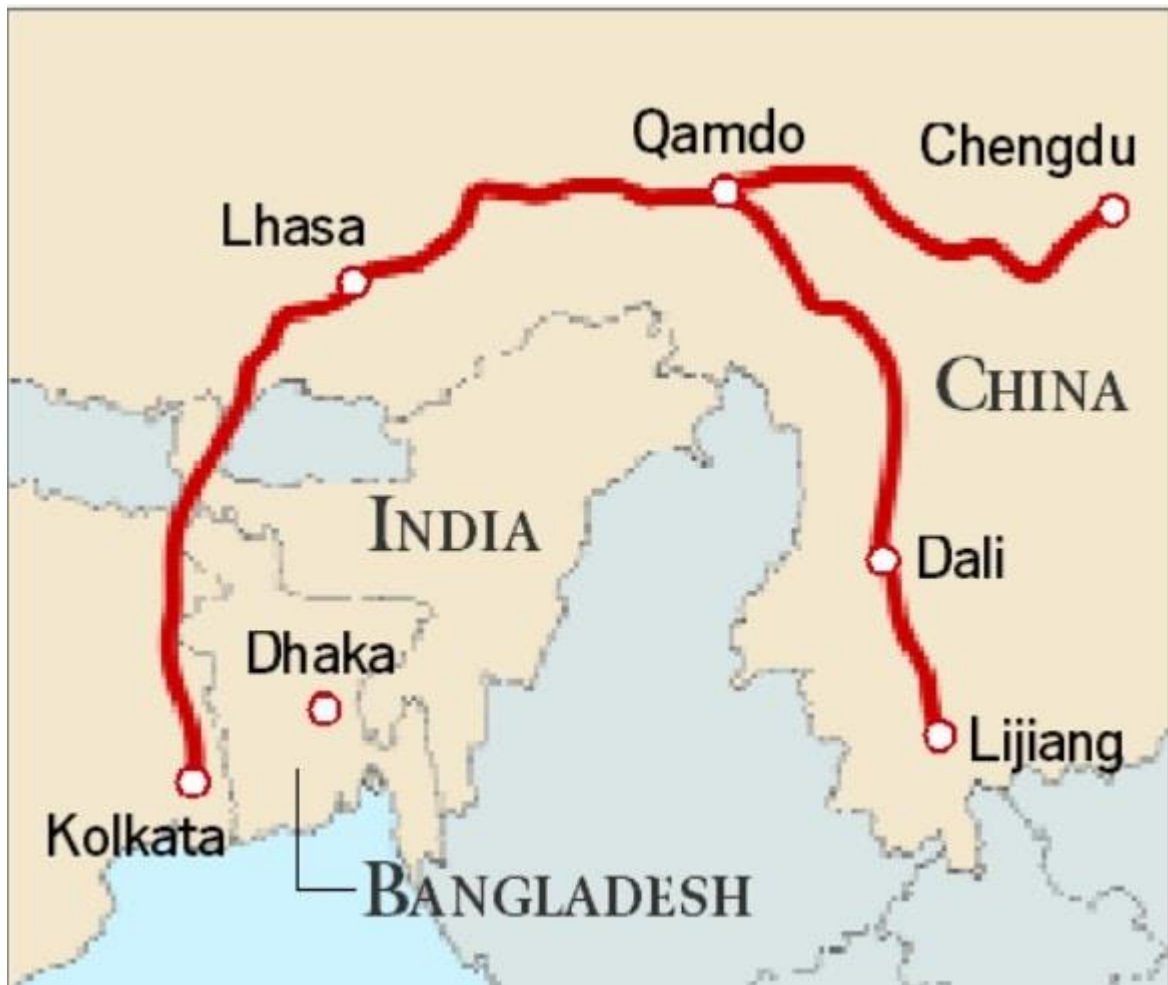 Qamdo
Chengdu
Lhasa
CHINA
INDIA
Dali
Dhaka
Lijiang
Kolkata
BANGLADESH